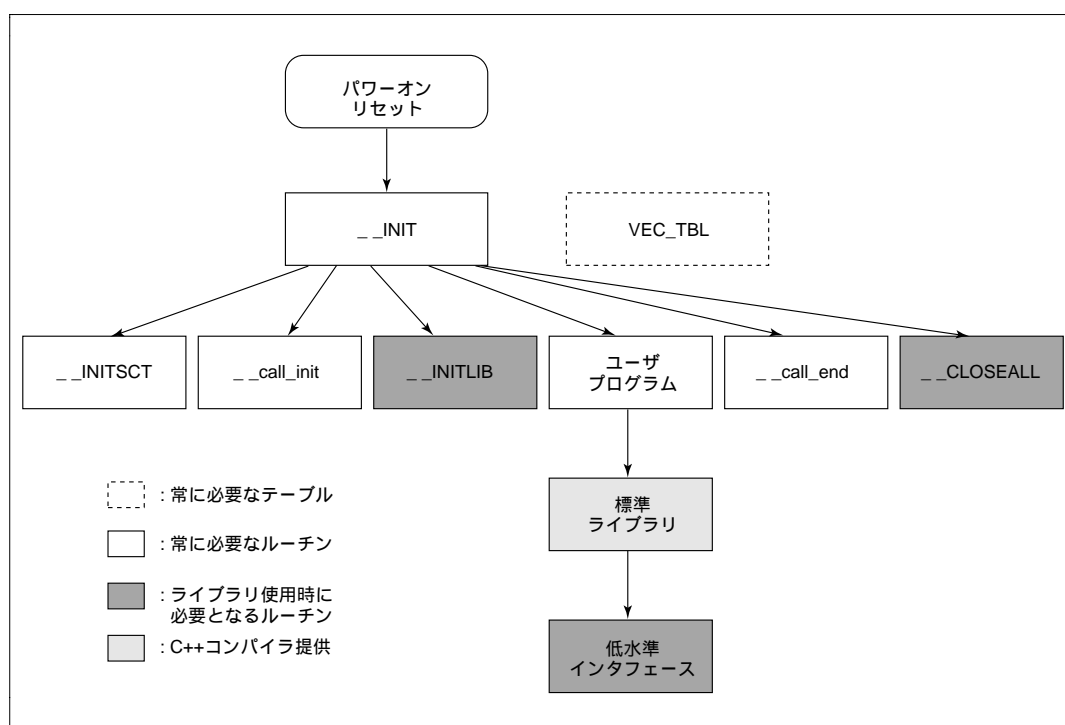 パワーオン
リセット
_ _INIT
VEC_TBL
_ _INITSCT
_ _call_init
_ _INITLIB
ユーザ
プログラム
_ _call_end
_ _CLOSEALL
: 常に必要なテーブル
: 常に必要なルーチン
: ライブラリ使用時に
必要となるルーチン
: C++コンパイラ提供
標準
ライブラリ
低水準
インタフェース